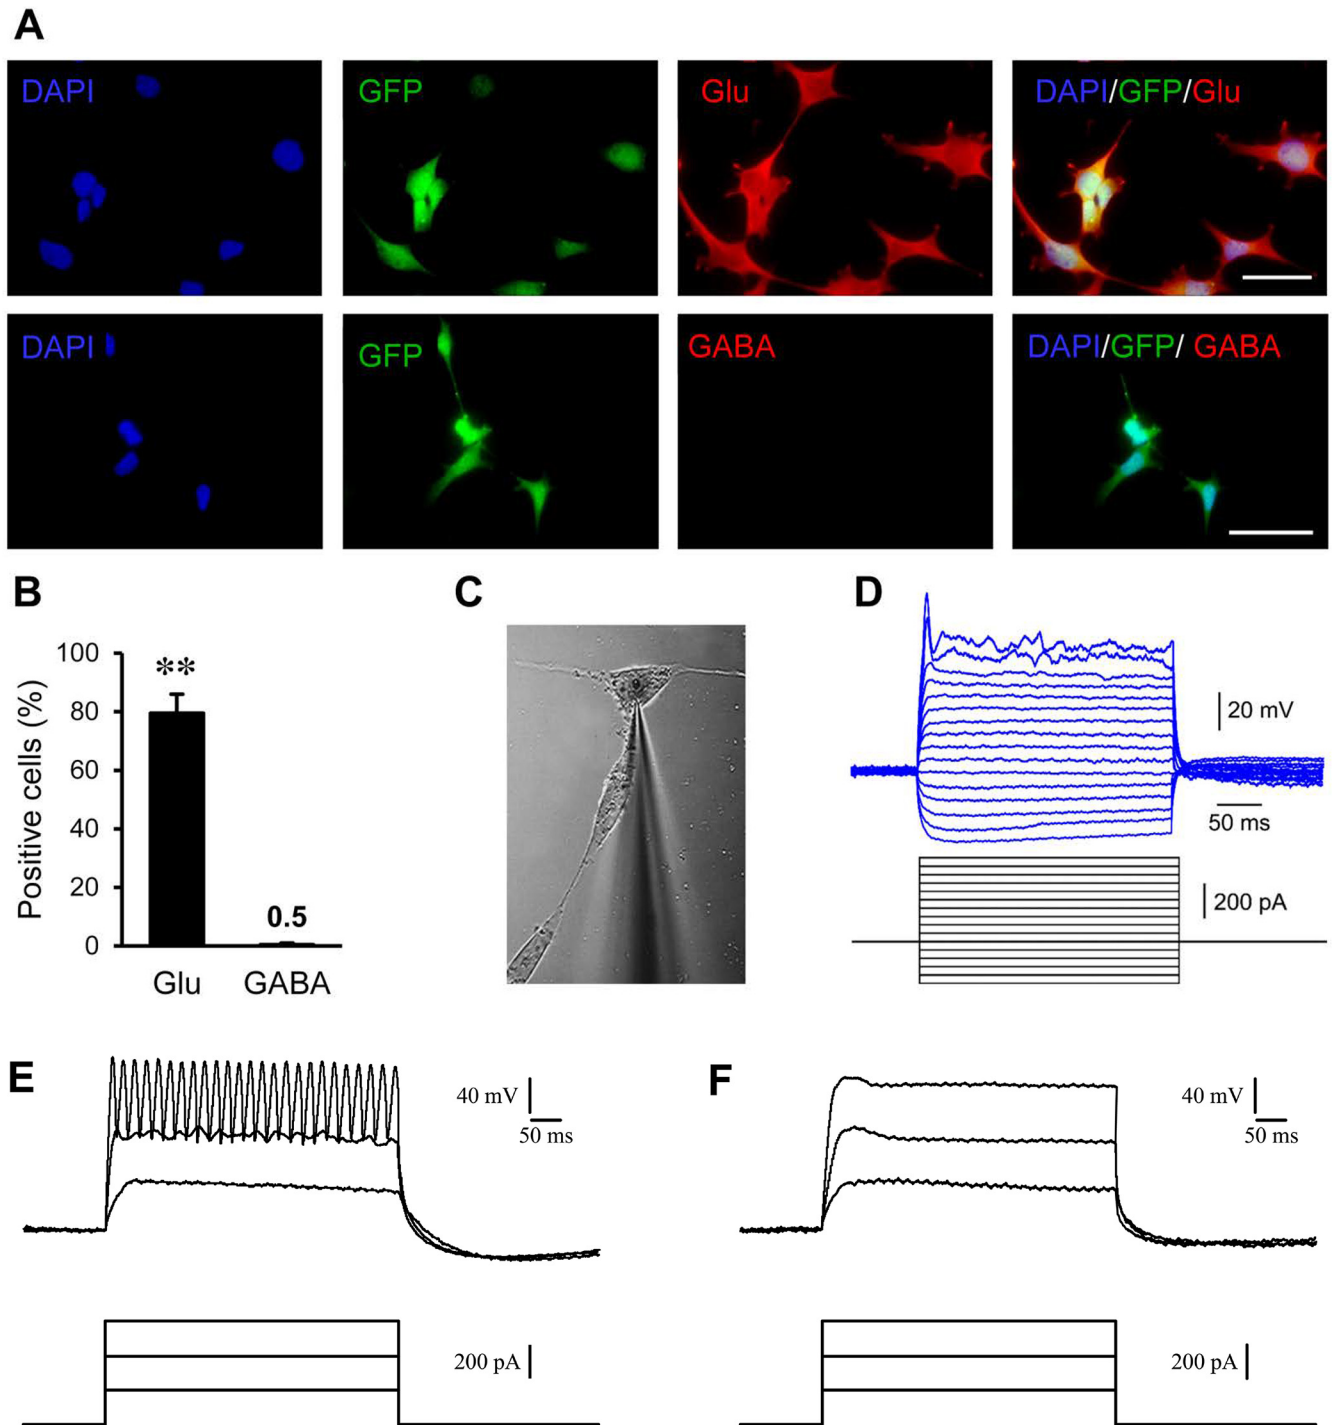 A
DAPI GFP Glu DAPI/GFP/Glu
DAPI GFP GABA DAPI/GFP/ GABA
B
Positive cells (%)
100
80
60
40
20
0
**
0.5
Glu GABA
C
D
20 mV
50 ms
200 pA
E
40 mV
50 ms
200 pA
F
40 mV
50 ms
200 pA